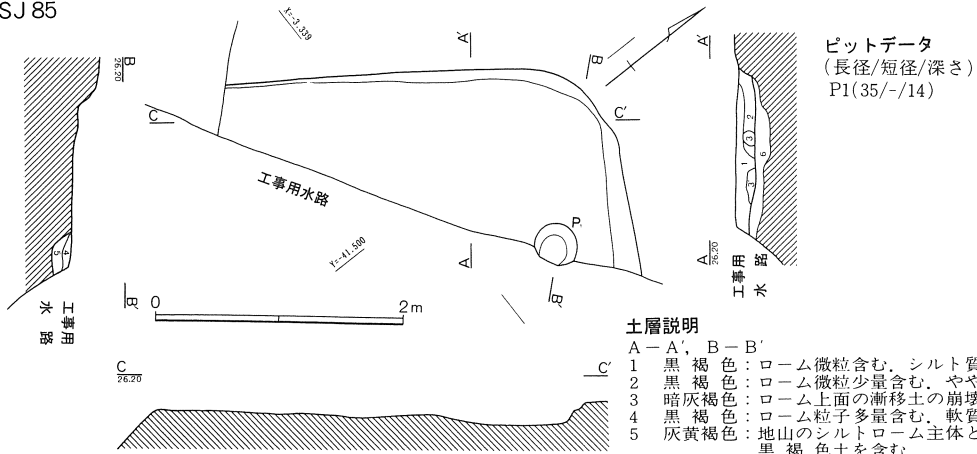 SJ 85
X=-3.339
A'
B
26.20
B
A'
ピットデータ
(長径/短径/深さ)
P1(35/-/14)
C
C'
2
3
1
6
3
工事用水路
P
Y=-41.500
A
A
26.20
5
4
工事用
水路
B'
B'
工事用
水路
0
2m
土層説明
A-A', B-B'
1 黒褐色:ローム微粒含む.シルト質
2 黒褐色:ローム微粒少量含む.やや
3 暗灰褐色:ローム上面の漸移土の崩壊
4 黒褐色:ローム粒子多量含む.軟質
5 灰黄褐色:地山のシルトローム主体と
黒褐色土を含む
C
26.20
C'